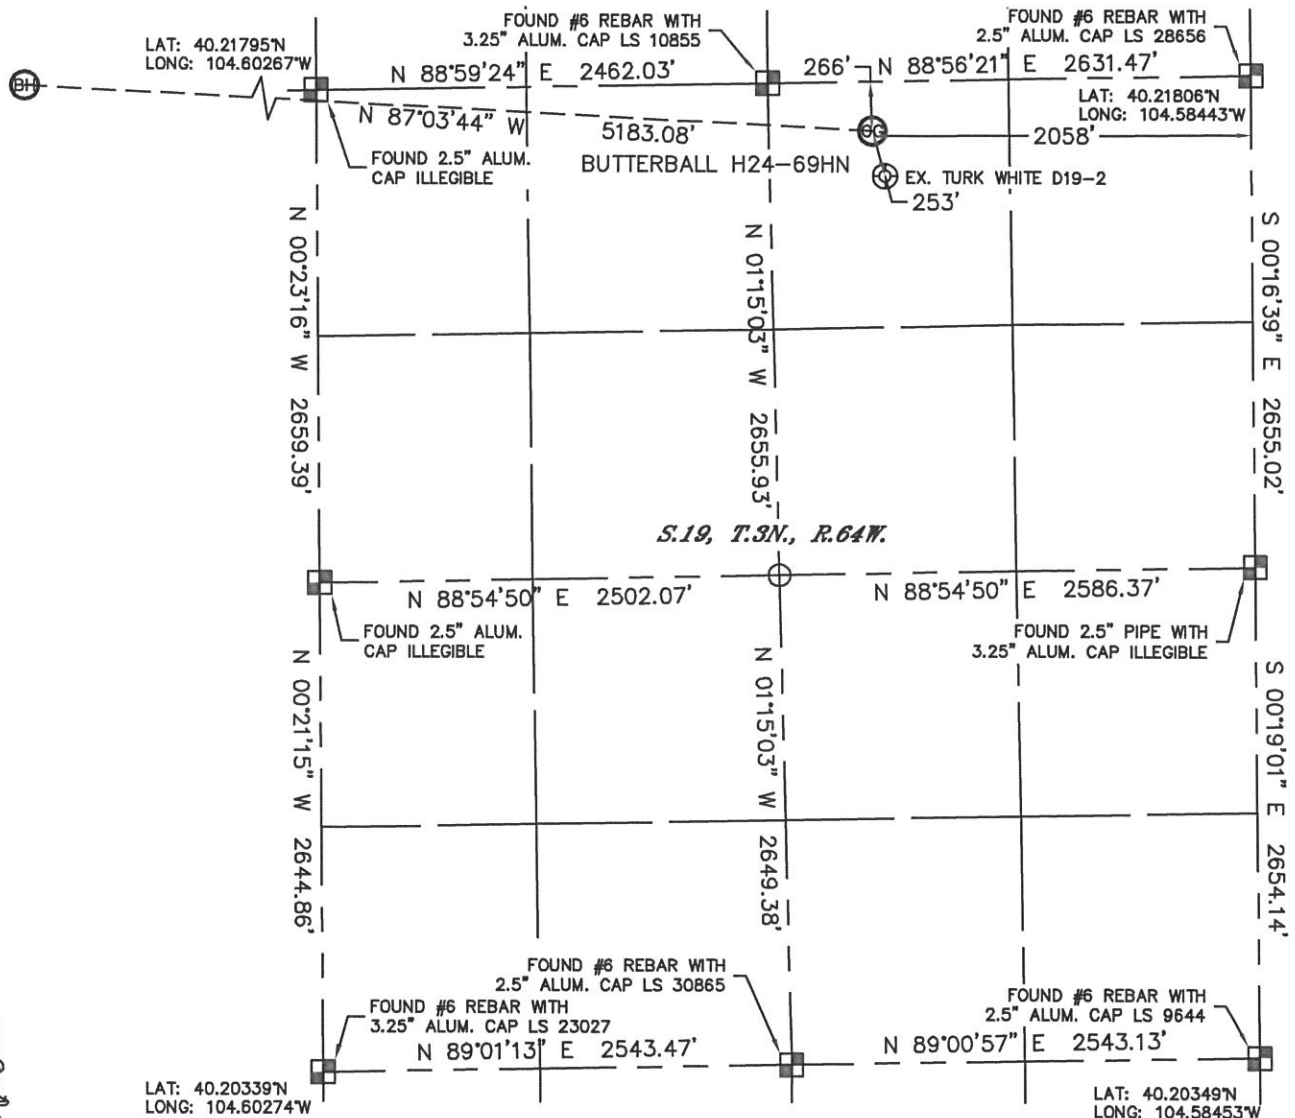 FOUND #6 REBAR WITH
3.25" ALUM. CAP LS 10855
FOUND #6 REBAR WITH
2.5" ALUM. CAP LS 28656
LAT: 40.21795°N
LONG: 104.60267°W
BH
N 88°59'24" E 2462.03'
266'
N 88°56'21" E 2631.47'
LAT: 40.21806°N
LONG: 104.58443°W
N 87°03'44" W 5183.08'
2058'
FOUND 2.5" ALUM.
CAP ILLEGIBLE
BUTTERBALL H24-69HN
EX. TURK WHITE D19-2
253'
N 00°23'16" W 2659.39'
N 01°15'03" W 2655.93'
S 00°16'39" E 2655.02'
S.19, T.3N., R.64W.
N 88°54'50" E 2502.07'
N 88°54'50" E 2586.37'
FOUND 2.5" ALUM.
CAP ILLEGIBLE
FOUND 2.5" PIPE WITH
3.25" ALUM. CAP ILLEGIBLE
N 00°21'15" W 2644.86'
N 01°15'03" W 2649.38'
S 00°19'01" E 2654.14'
FOUND #6 REBAR WITH
2.5" ALUM. CAP LS 30865
FOUND #6 REBAR WITH
3.25" ALUM. CAP LS 23027
FOUND #6 REBAR WITH
2.5" ALUM. CAP LS 9644
N 89°01'13" E 2543.47'
N 89°00'57" E 2543.13'
LAT: 40.20339°N
LONG: 104.60274°W
LAT: 40.20349°N
LONG: 104.58453°W